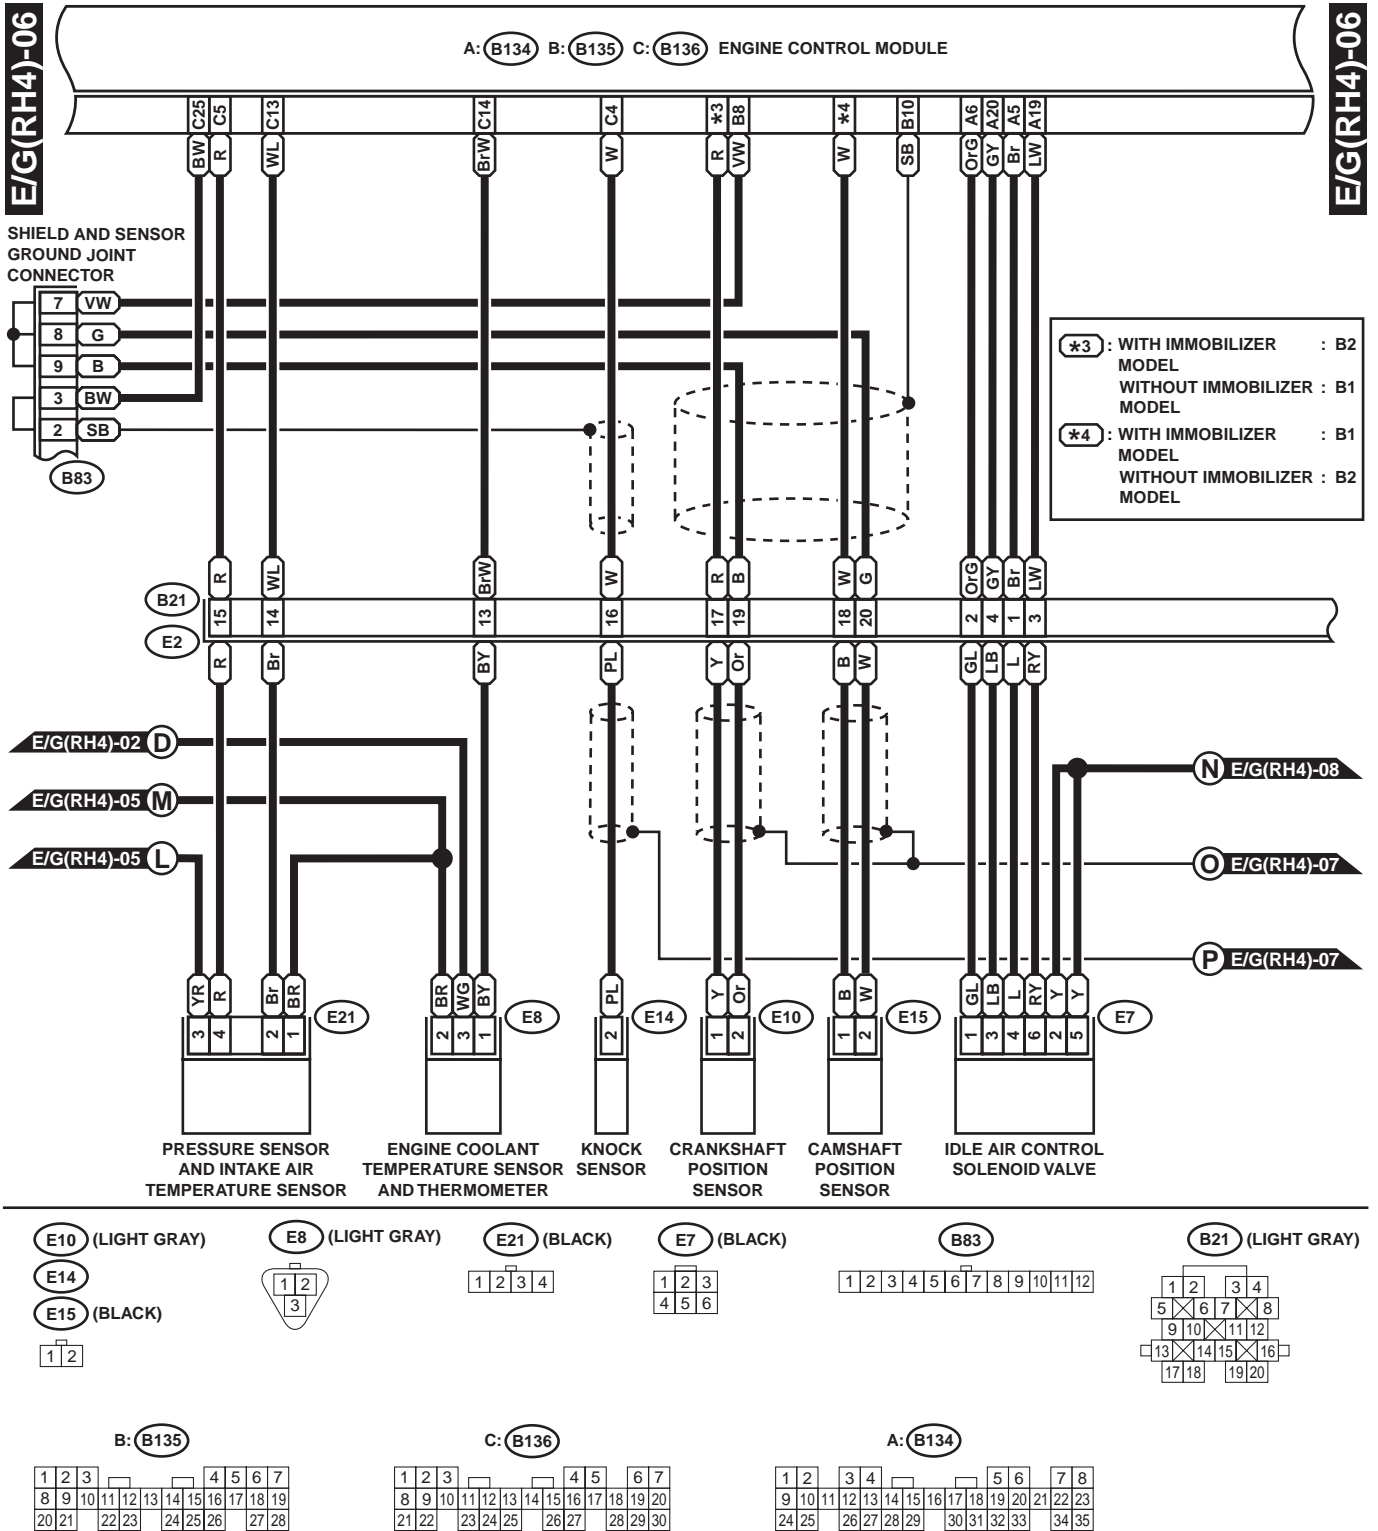 E/G(RH4)-06
E/G(RH4)-06
A: B134 B: B135 C: B136 ENGINE CONTROL MODULE
C25 C5 C13 C14 C4 *3 B8 *4 B10 A6 A20 A5 A19
BW R WL BrW W R VW W SB OrG GY Br LW
SHIELD AND SENSOR
GROUND JOINT
CONNECTOR
7 VW
8 G
9 B
3 BW
2 SB
B83
*3 : WITH IMMOBILIZER : B2
MODEL
WITHOUT IMMOBILIZER : B1
MODEL
*4 : WITH IMMOBILIZER : B1
MODEL
WITHOUT IMMOBILIZER : B2
MODEL
R WL BrW W R B W G OrG GY Br LW
B21
15 14 13 16 17 19 18 20 2 4 1 3
E2
R Br BY PL Y Or B W GL LB L RY
E/G(RH4)-02 D
N E/G(RH4)-08
E/G(RH4)-05 M
E/G(RH4)-05 L
O E/G(RH4)-07
P E/G(RH4)-07
YR R Br BR BR WG BY PL Y Or B W GL LB L RY Y Y
3 4 2 1 E21 2 3 1 E8 2 E14 1 2 E10 1 2 E15 1 3 4 6 2 5 E7
PRESSURE SENSOR
AND INTAKE AIR
TEMPERATURE SENSOR
ENGINE COOLANT
TEMPERATURE SENSOR
AND THERMOMETER
KNOCK
SENSOR
CRANKSHAFT
POSITION
SENSOR
CAMSHAFT
POSITION
SENSOR
IDLE AIR CONTROL
SOLENOID VALVE
E10 (LIGHT GRAY)
E14
E15 (BLACK)
1 2
E8 (LIGHT GRAY)
1 2
3
E21 (BLACK)
1 2 3 4
E7 (BLACK)
1 2 3
4 5 6
B83
1 2 3 4 5 6 7 8 9 10 11 12
B21 (LIGHT GRAY)
1 2 3 4
5 6 7 8
9 10 11 12
13 14 15 16
17 18 19 20
B: B135
1 2 3 4 5 6 7
8 9 10 11 12 13 14 15 16 17 18 19
20 21 22 23 24 25 26 27 28
C: B136
1 2 3 4 5 6 7
8 9 10 11 12 13 14 15 16 17 18 19 20
21 22 23 24 25 26 27 28 29 30
A: B134
1 2 3 4 5 6 7 8
9 10 11 12 13 14 15 16 17 18 19 20 21 22 23
24 25 26 27 28 29 30 31 32 33 34 35